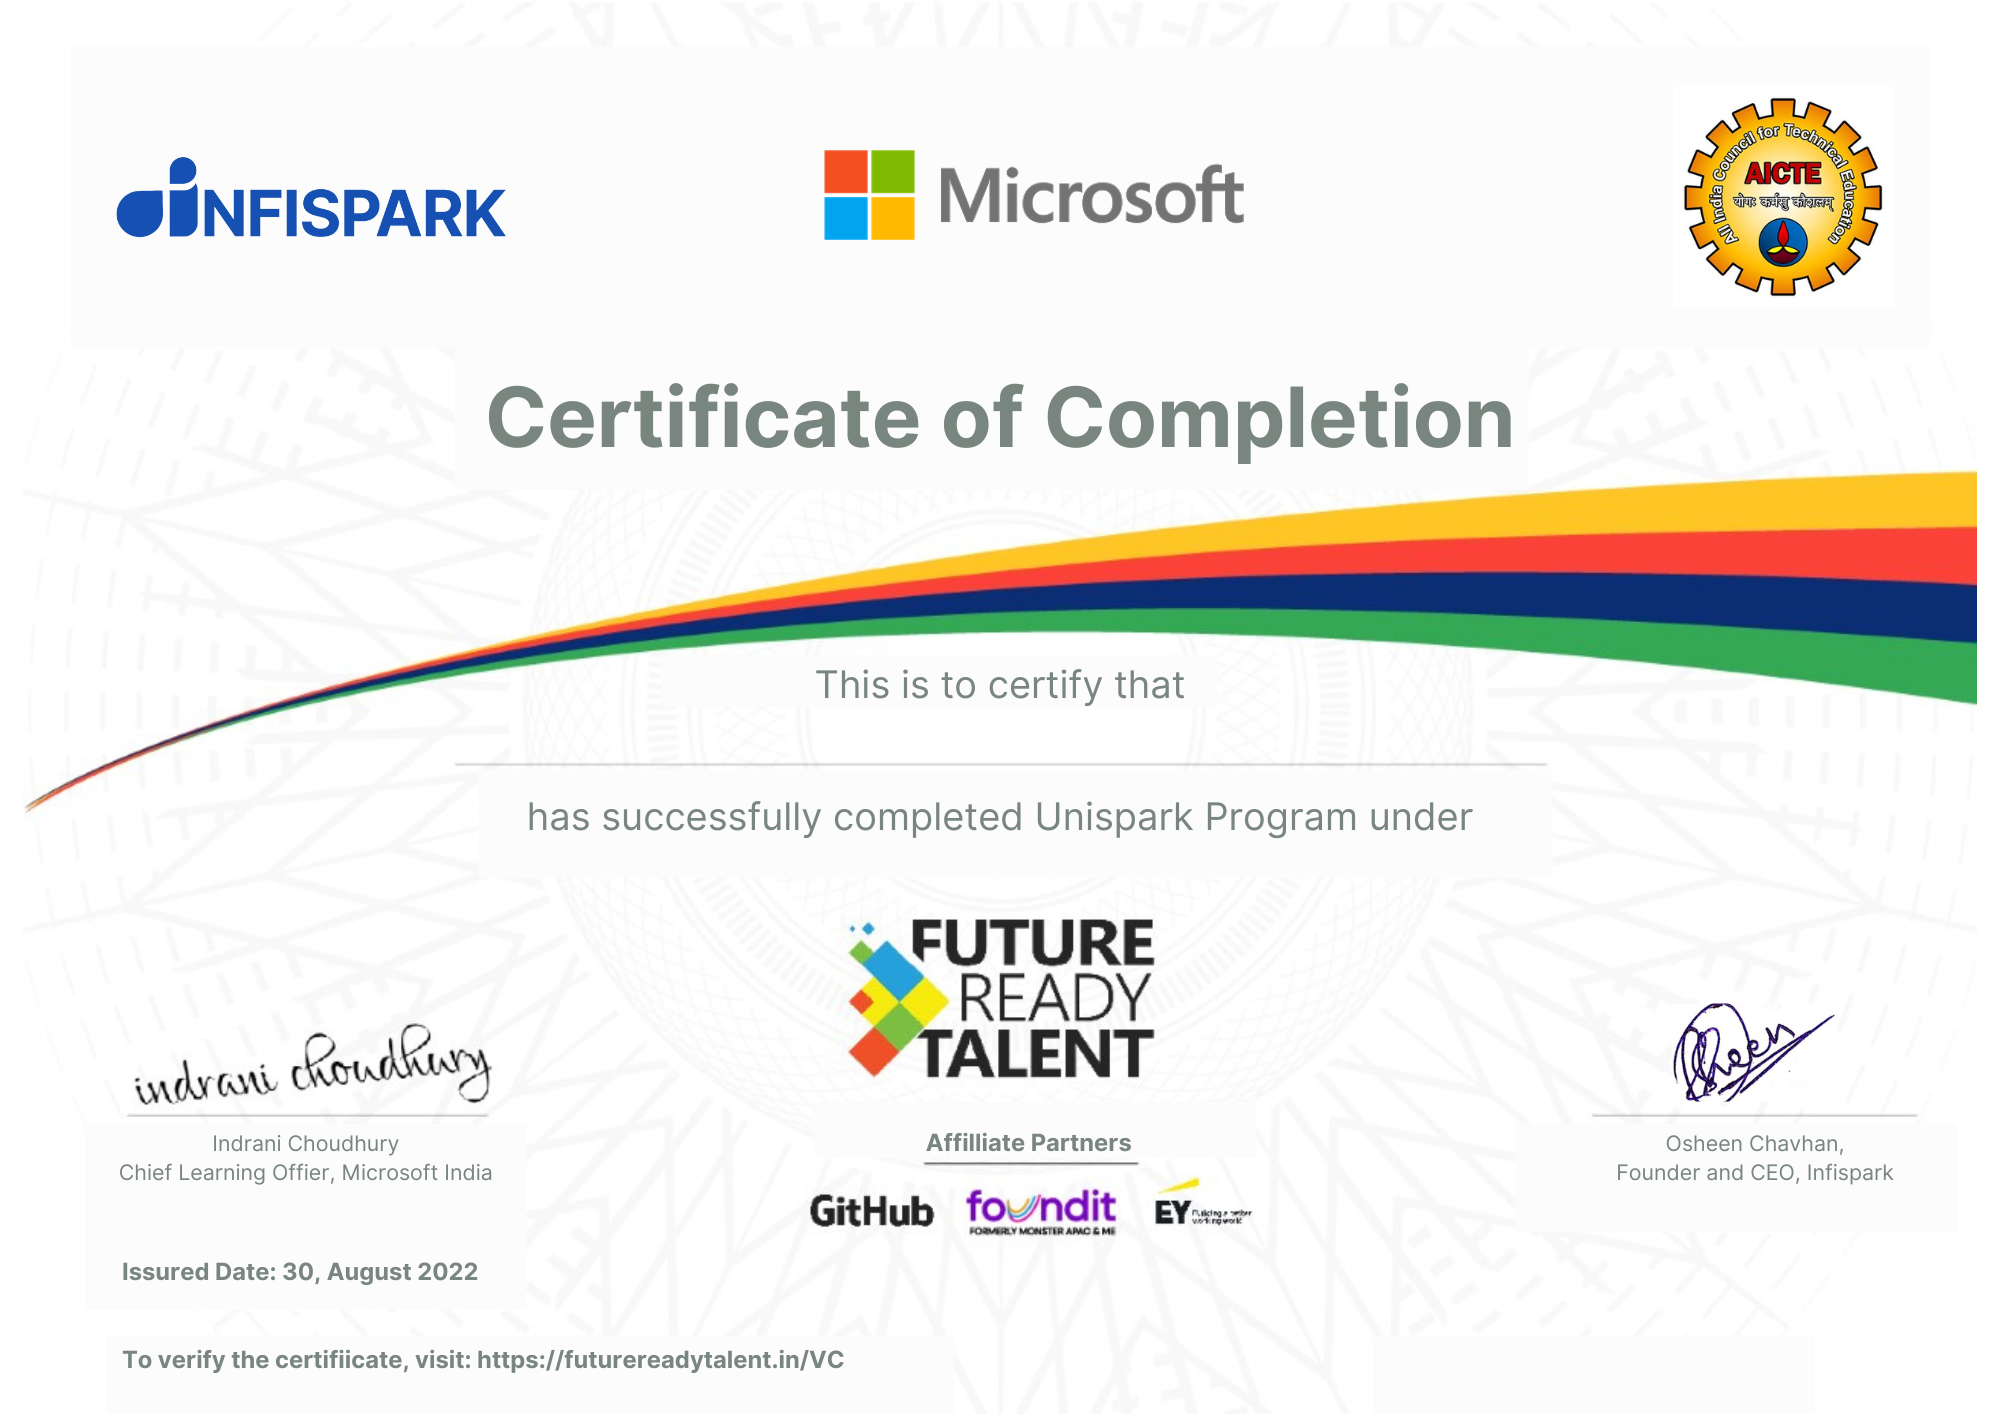 INFISPARK
Microsoft
All India Council for Technical Education
AICTE
योगः कर्मसु कौशलम्
Certificate of Completion
This is to certify that
has successfully completed Unispark Program under
FUTURE
READY
TALENT
indrani choudhury
Osheen
Indrani Choudhury
Chief Learning Offier, Microsoft India
Affilliate Partners
Osheen Chavhan,
Founder and CEO, Infispark
GitHub
foundit
FORMERLY MONSTER APAC & ME
EY
Building a better
working world
Issured Date: 30, August 2022
To verify the certifiicate, visit: https://futurereadytalent.in/VC